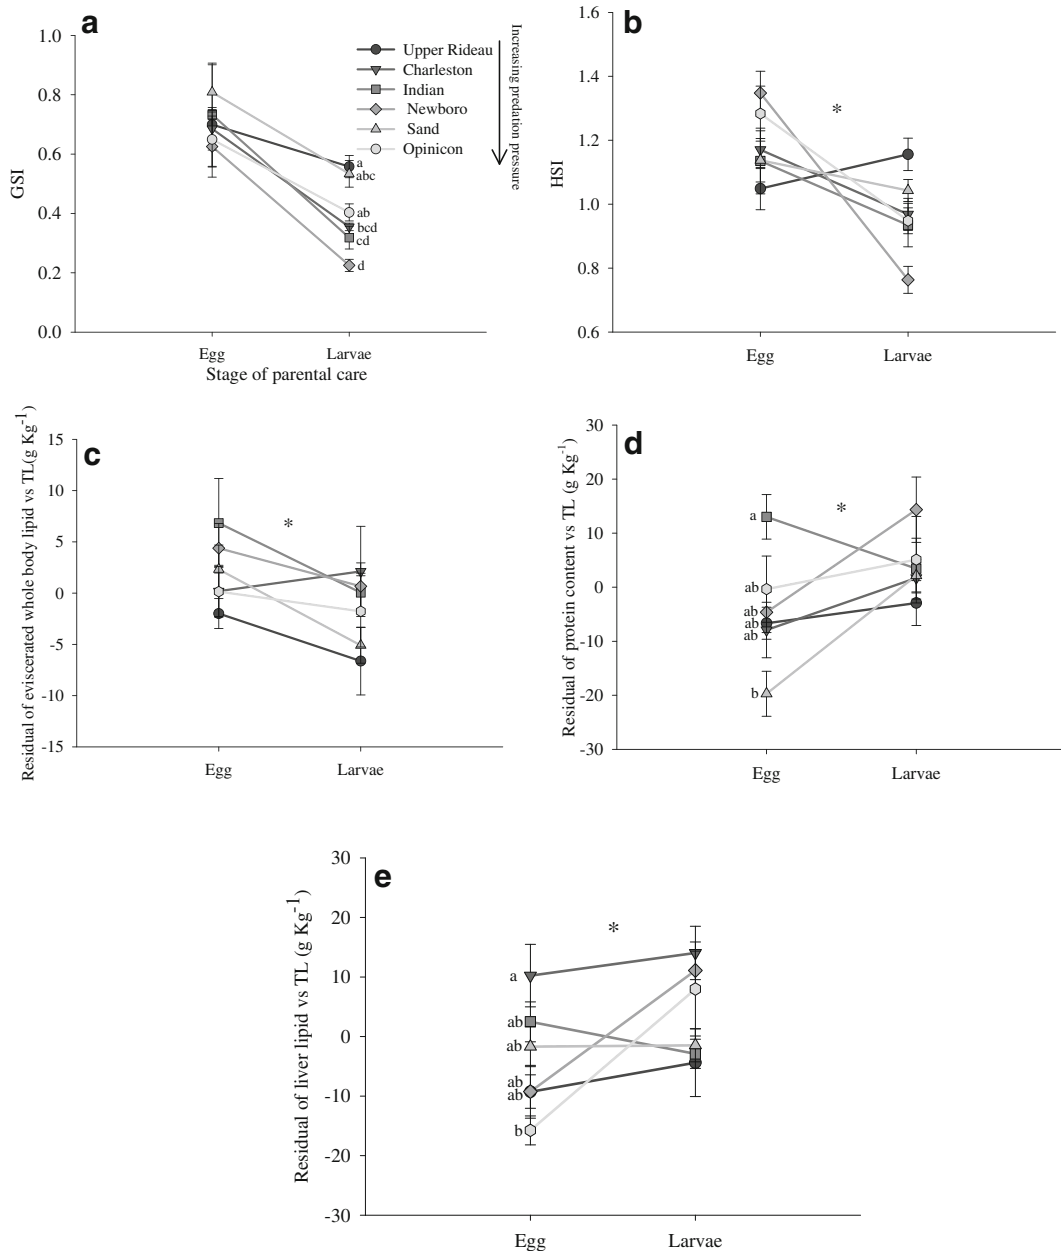 a
1.0
0.8
0.6
0.4
0.2
0.0
GSI
Upper Rideau
Charleston
Indian
Newboro
Sand
Opinicon
Increasing predation pressure
a
abc
ab
bcd
cd
d
Egg
Larvae
Stage of parental care
b
1.6
1.4
1.2
1.0
0.8
0.6
HSI
*
Egg
Larvae
c
15
10
5
0
-5
-10
-15
Residual of eviscerated whole body lipid vs TL(g Kg-1)
*
Egg
Larvae
d
30
20
10
0
-10
-20
-30
Residual of protein content vs TL (g Kg-1)
*
a
ab
ab
ab
ab
b
Egg
Larvae
e
30
20
10
0
-10
-20
-30
Residual of liver lipid vs TL (g Kg-1)
*
a
ab
ab
ab
ab
b
Egg
Larvae